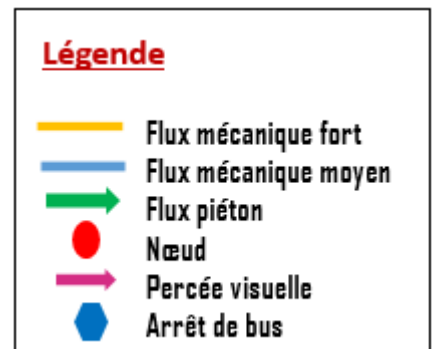 Légende
Flux mécanique fort
Flux mécanique moyen
Flux piéton
Nœud
Percée visuelle
Arrêt de bus